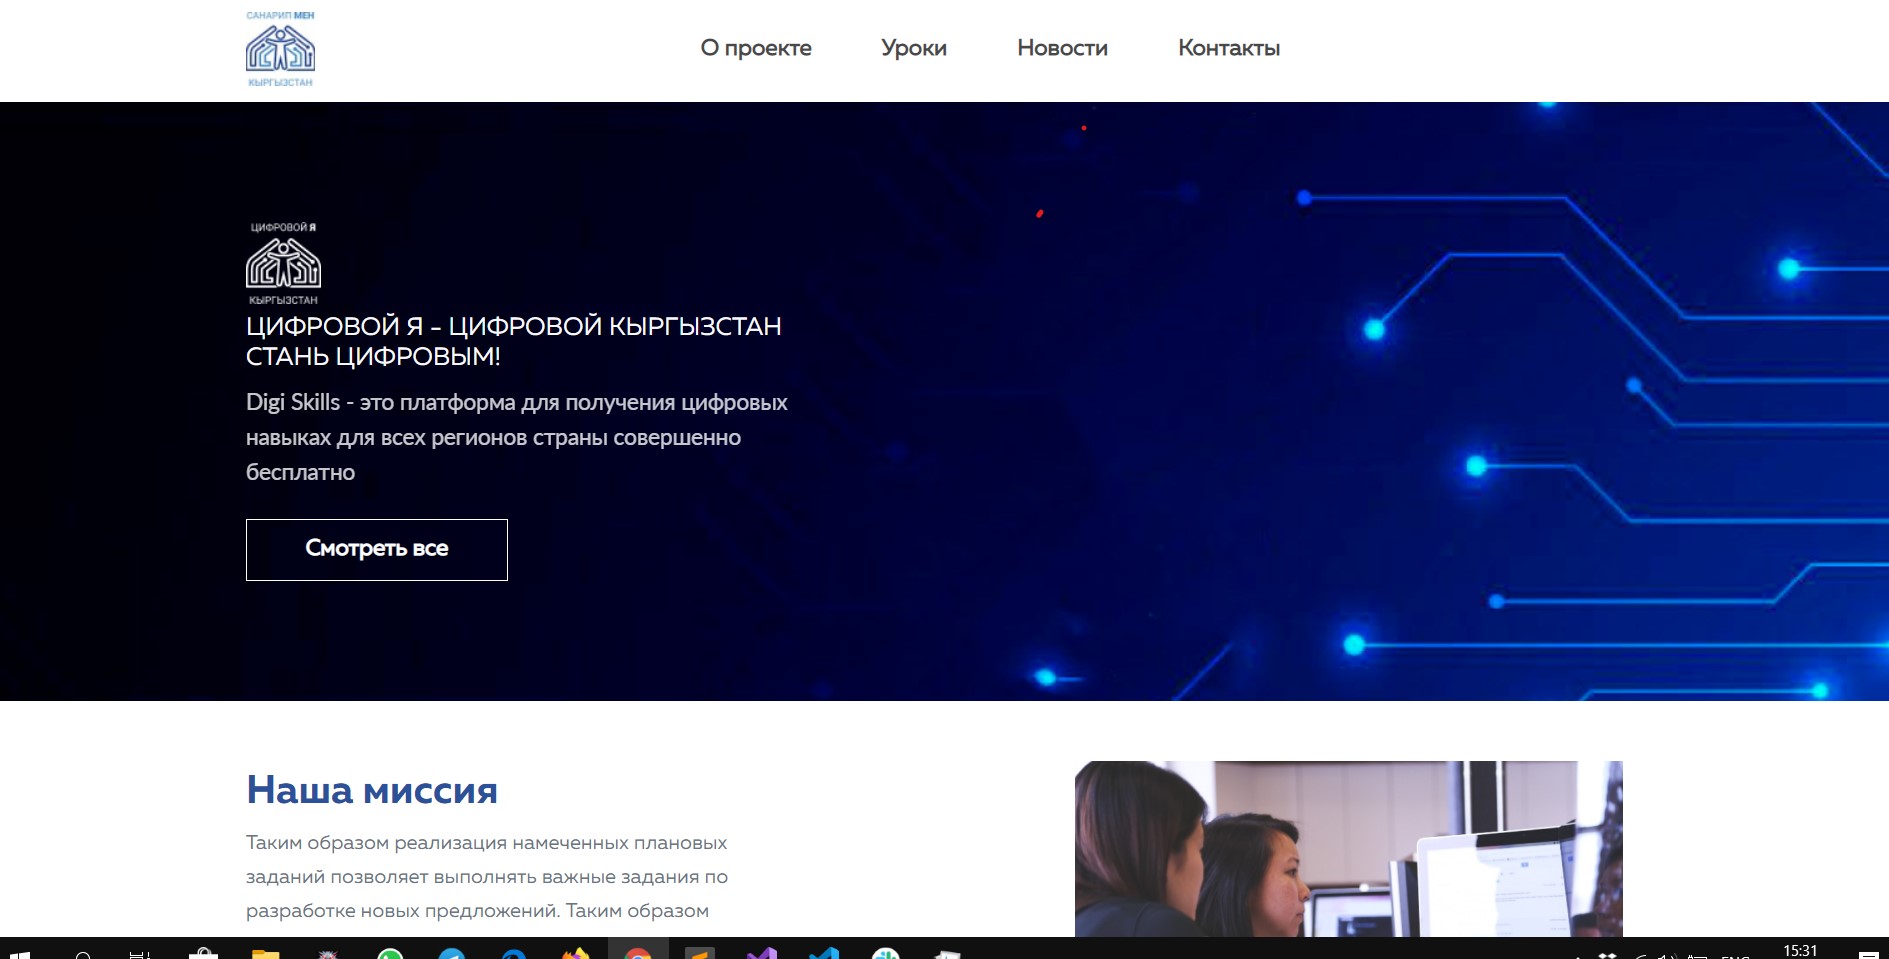 САНАРИП МЕН
КЫРГЫЗСТАН
О проекте
Уроки
Новости
Контакты
ЦИФРОВОЙ Я
КЫРГЫЗСТАН
ЦИФРОВОЙ Я - ЦИФРОВОЙ КЫРГЫЗСТАН
СТАНЬ ЦИФРОВЫМ!
Digi Skills - это платформа для получения цифровых
навыках для всех регионов страны совершенно
бесплатно
Смотреть все
Наша миссия
Таким образом реализация намеченных плановых
заданий позволяет выполнять важные задания по
разработке новых предложений. Таким образом
15:31